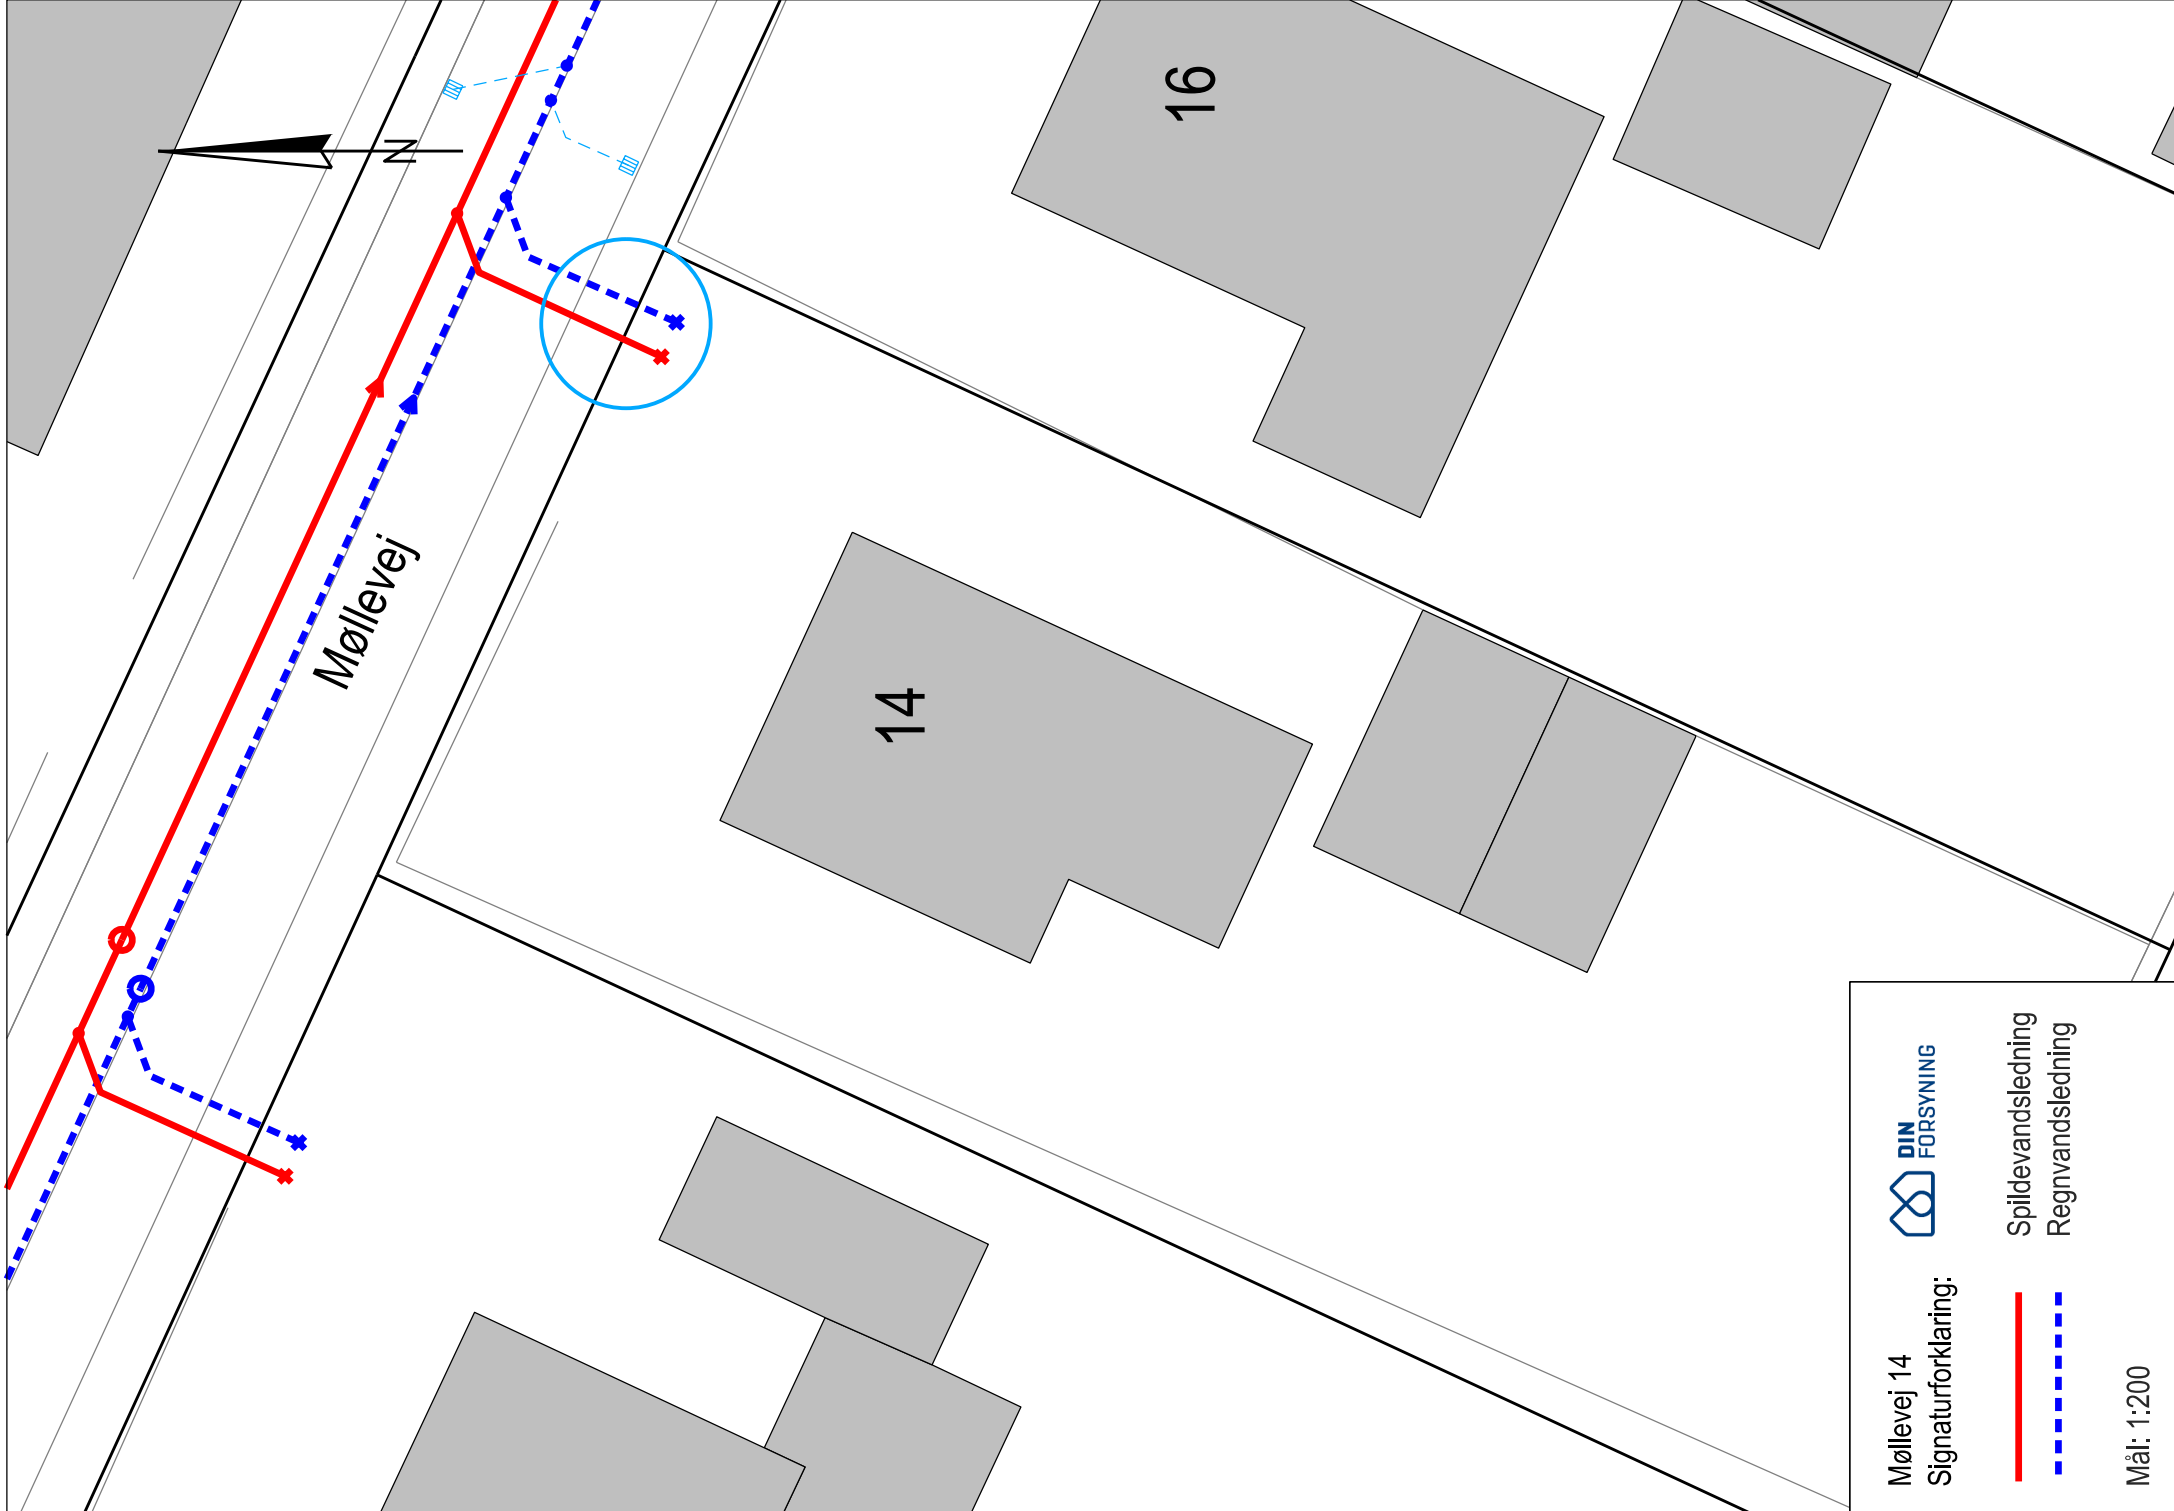 N
Møllevej
16
14
Møllevej 14
Signaturforklaring:
DIN
FORSYNING
Spildevandsledning
Regnvandsledning
Mål: 1:200